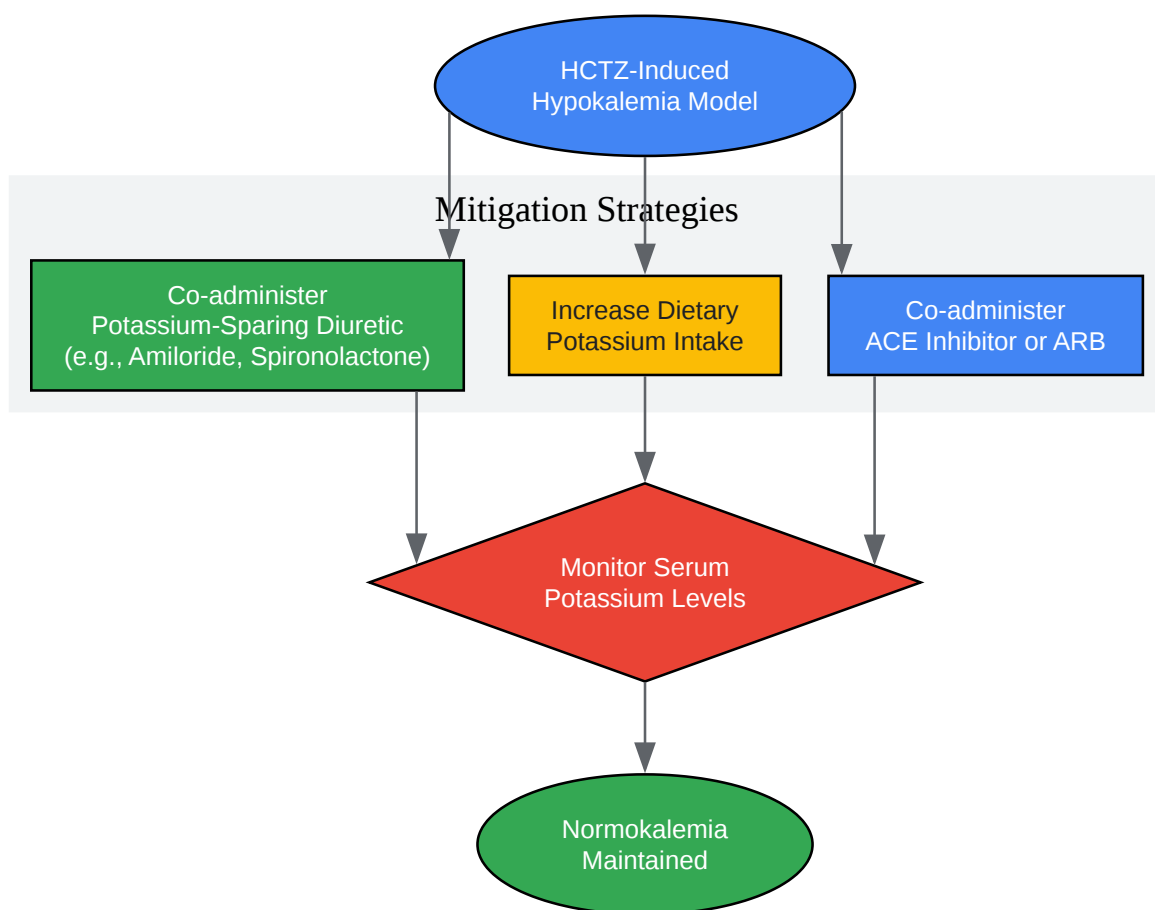 HCTZ-Induced
Hypokalemia Model
Mitigation Strategies
Co-administer
Potassium-Sparing Diuretic
(e.g., Amiloride, Spironolactone)
Increase Dietary
Potassium Intake
Co-administer
ACE Inhibitor or ARB
Monitor Serum
Potassium Levels
Normokalemia
Maintained